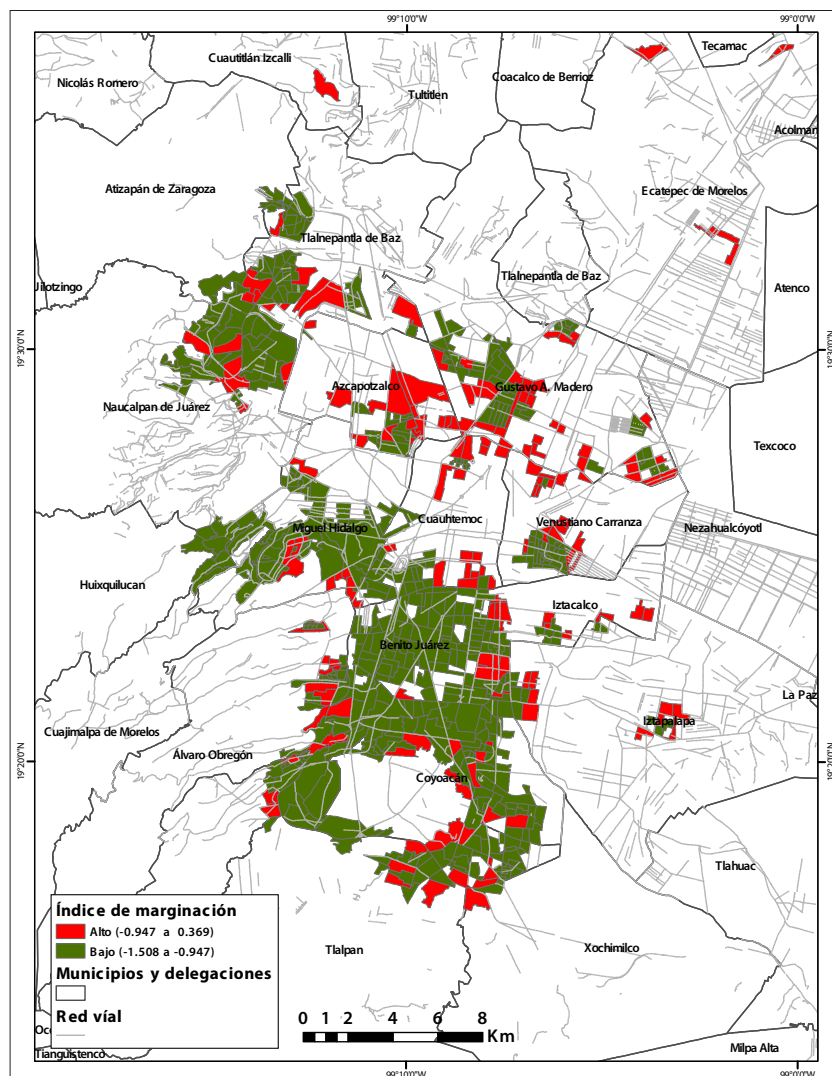 99°10'0"W
99°0'0"W
Tecamac
Cuautitlán Izcalli
Coacalco de Berrioz
Nicolás Romero
Tultitlen
Acolman
Atizapán de Zaragoza
Ecatepec de Morelos
Tlalnepantla de Baz
Tlalnepantla de Baz
Jilotzingo
Atenco
19°30'0"N
19°30'0"N
Azcapotzalco
Gustavo A. Madero
Naucalpan de Juárez
Texcoco
Cuauhtemoc
Venustiano Carranza
Nezahualcóyotl
Miguel Hidalgo
Huixquilucan
Iztacalco
Benito Juárez
La Paz
Iztapalapa
Cuajimalpa de Morelos
Álvaro Obregón
19°20'0"N
19°20'0"N
Coyoacán
Tlahuac
Índice de marginación
Alto (-0.947 a 0.369)
Bajo (-1.508 a -0.947)
Municipios y delegaciones
Red víal
Tlalpan
Xochimilco
0 1 2 4 6 8
Km
Tianguistenco
Milpa Alta
99°10'0"W
99°0'0"W